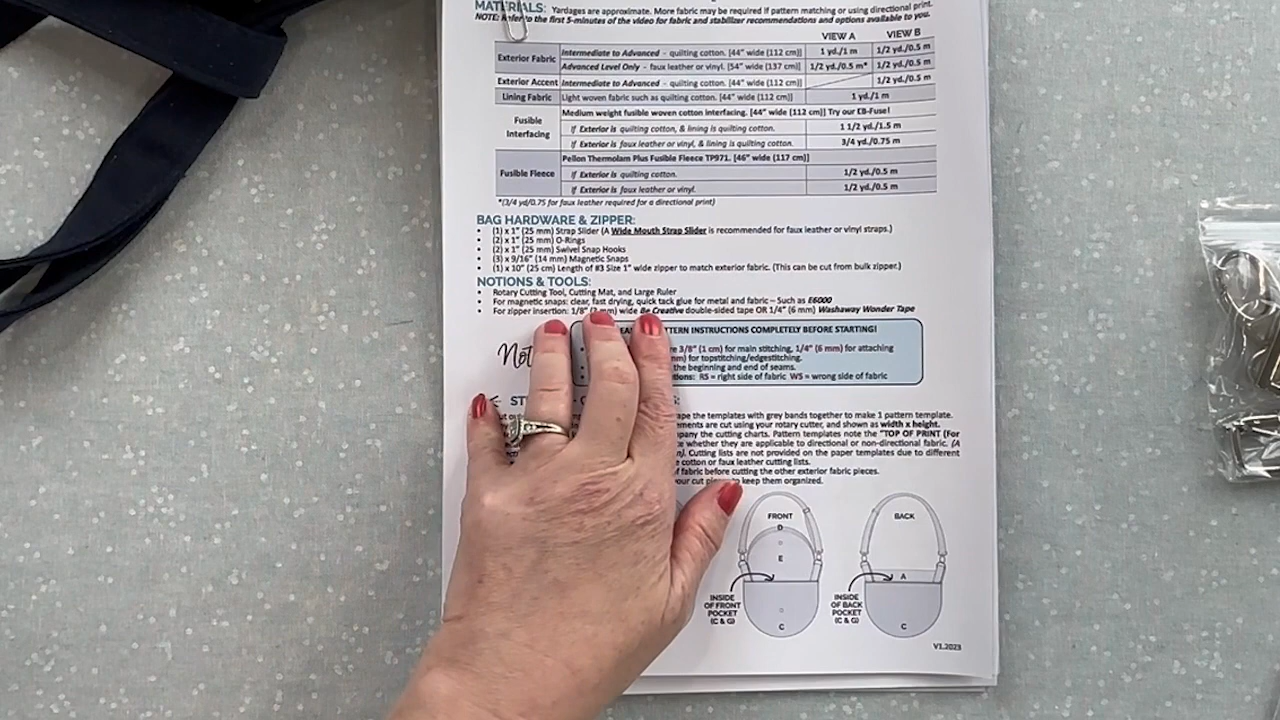 MATERIALS: Yardages are approximate. More fabric may be required if pattern matching or using directional print.
NOTE: Refer to the first 5-minutes of the video for fabric and stabilizer recommendations and options available to you.
VIEW A VIEW B
Exterior Fabric Intermediate to Advanced - quilting cotton. [44" wide (112 cm)] 1 yd./1 m 1/2 yd./0.5 m
Advanced Level Only - faux leather or vinyl. [54" wide (137 cm)] 1/2 yd./0.5 m* 1/2 yd./0.5 m
Exterior Accent Intermediate to Advanced - quilting cotton. [44" wide (112 cm)] 1/2 yd./0.5 m
Lining Fabric Light woven fabric such as quilting cotton. [44" wide (112 cm)] 1 yd./1 m
Fusible Interfacing Medium weight fusible woven cotton interfacing. [44" wide (112 cm)] Try our EB-Fuse!
If Exterior is quilting cotton, & lining is quilting cotton. 1 1/2 yd./1.5 m
If Exterior is faux leather or vinyl, & lining is quilting cotton. 3/4 yd./0.75 m
Fusible Fleece Pellon Thermolam Plus Fusible Fleece TP971. [46" wide (117 cm)]
If Exterior is quilting cotton. 1/2 yd./0.5 m
If Exterior is faux leather or vinyl. 1/2 yd./0.5 m
*(3/4 yd/0.75 for faux leather required for a directional print)
BAG HARDWARE & ZIPPER:
• (1) x 1" (25 mm) Strap Slider (A Wide Mouth Strap Slider is recommended for faux leather or vinyl straps.)
• (2) x 1" (25 mm) O-Rings
• (2) x 1" (25 mm) Swivel Snap Hooks
• (3) x 9/16" (14 mm) Magnetic Snaps
• (1) x 10" (25 cm) Length of #3 Size 1" wide zipper to match exterior fabric. (This can be cut from bulk zipper.)
NOTIONS & TOOLS:
• Rotary Cutting Tool, Cutting Mat, and Large Ruler
• For magnetic snaps: clear, fast drying, quick tack glue for metal and fabric – Such as E6000
• For zipper insertion: 1/8" (3 mm) wide Be Creative double-sided tape OR 1/4" (6 mm) Washaway Wonder Tape
INSTRUCTIONS COMPLETELY BEFORE STARTING!
Not
3/8" (1 cm) for main stitching, 1/4" (6 mm) for attaching
for topstitching/edgestitching.
the beginning and end of seams.
RS = right side of fabric WS = wrong side of fabric
the templates with grey bands together to make 1 pattern template.
are cut using your rotary cutter, and shown as width x height.
the cutting charts. Pattern templates note the "TOP OF PRINT (For
whether they are applicable to directional or non-directional fabric. (A
Cutting lists are not provided on the paper templates due to different
cotton or faux leather cutting lists.
of fabric before cutting the other exterior fabric pieces.
your cut to keep them organized.
FRONT
D
E
INSIDE
OF FRONT
POCKET
(C & G)
C
BACK
A
INSIDE
OF BACK
POCKET
(C & G)
C
V1.2023